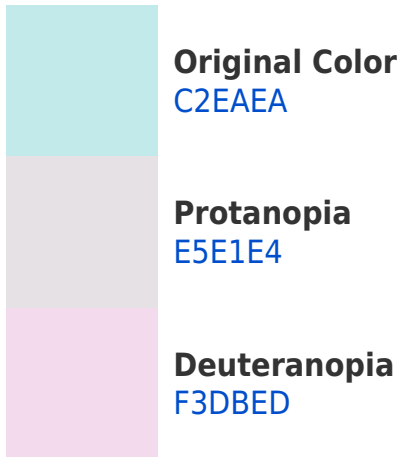 Original Color
C2EAEA
Protanopia
E5E1E4
Deuteranopia
F3DBED